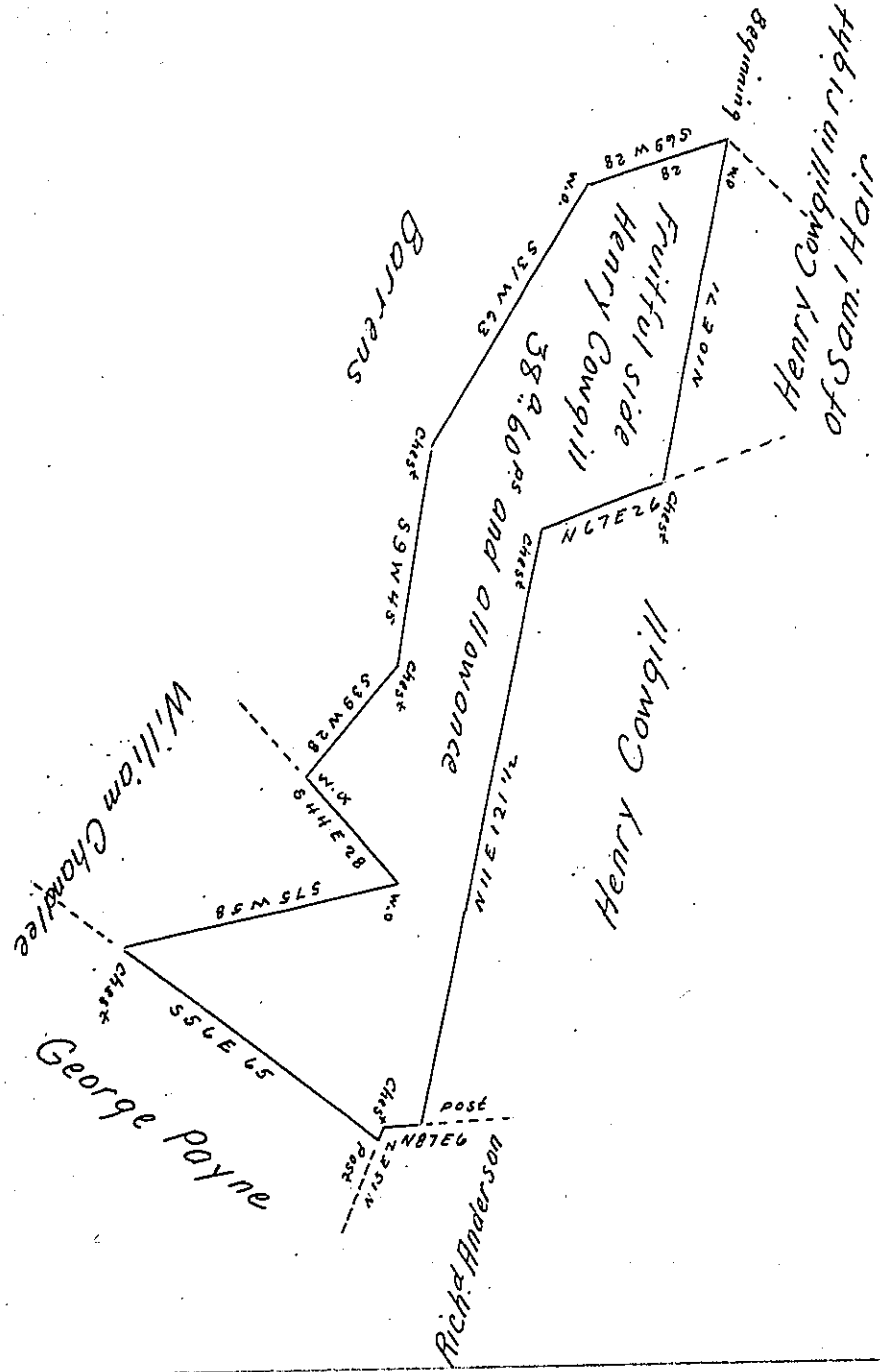 Beginning
Henry Cowgill in right
of Sam.l Hair
W.O
S69W28
28
W.O.
Fruitful side
Henry Cowgill
38a..60ps and allowance
N10E71
Chest
N67E26
Chest
S31W63
Barrens
Chest
S9W45
Chest
S39W28
W.O
S44E28
W.O
S75W58
William Chandlee
Chest
S56E65
George Payne
Henry Cowgill
N11E121 1/2
Post
N87E6
Chest
N15E2
Post
Rich.d Anderson